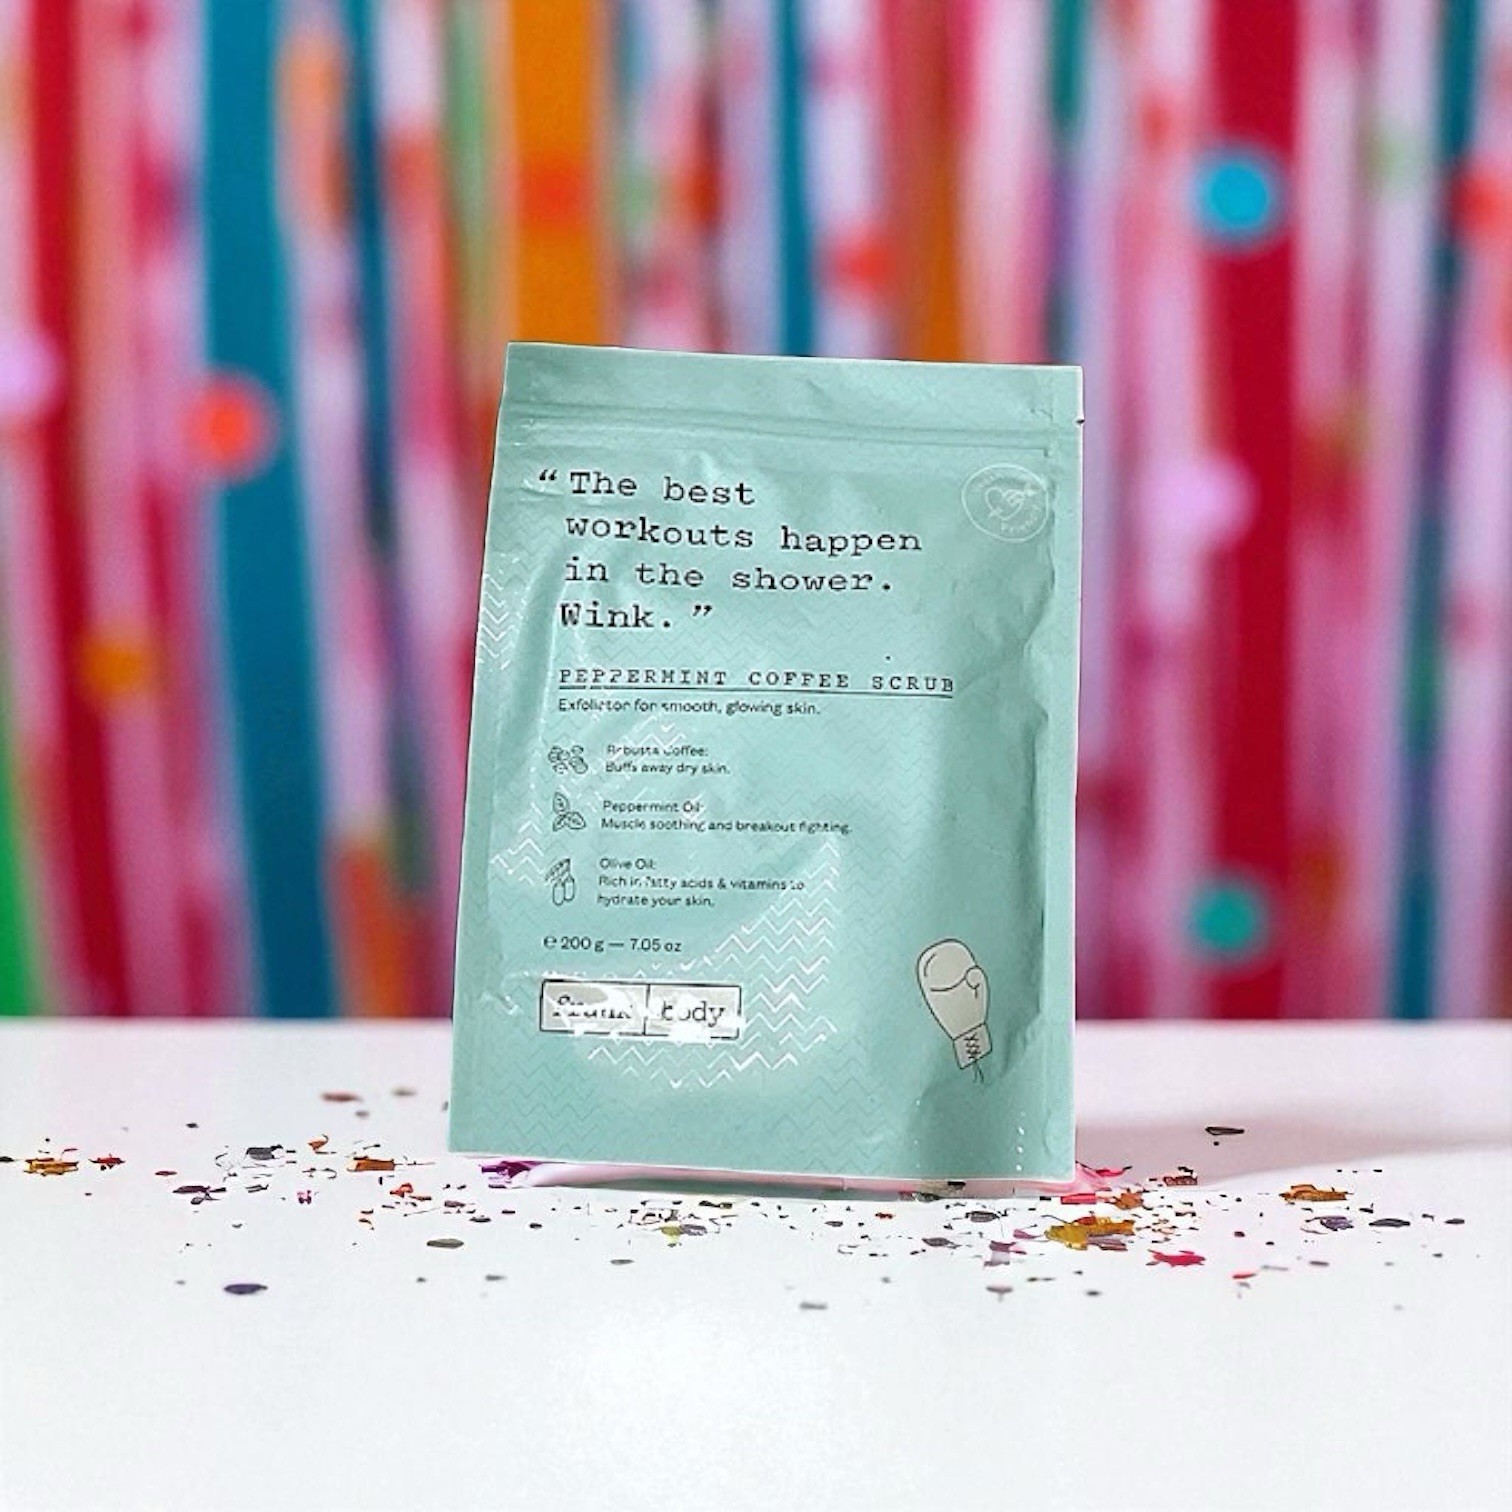 “The best
workouts happen
in the shower.
Wink.”
PEPPERMINT COFFEE SCRUB
Exfoliator for smooth, glowing skin.
Robusta Coffee:
Buffs away dry skin.
Peppermint Oil:
Muscle soothing and breakout fighting.
Olive Oil:
Rich in fatty acids & vitamins to
hydrate your skin.
℮ 200 g — 7.05 oz
frank body